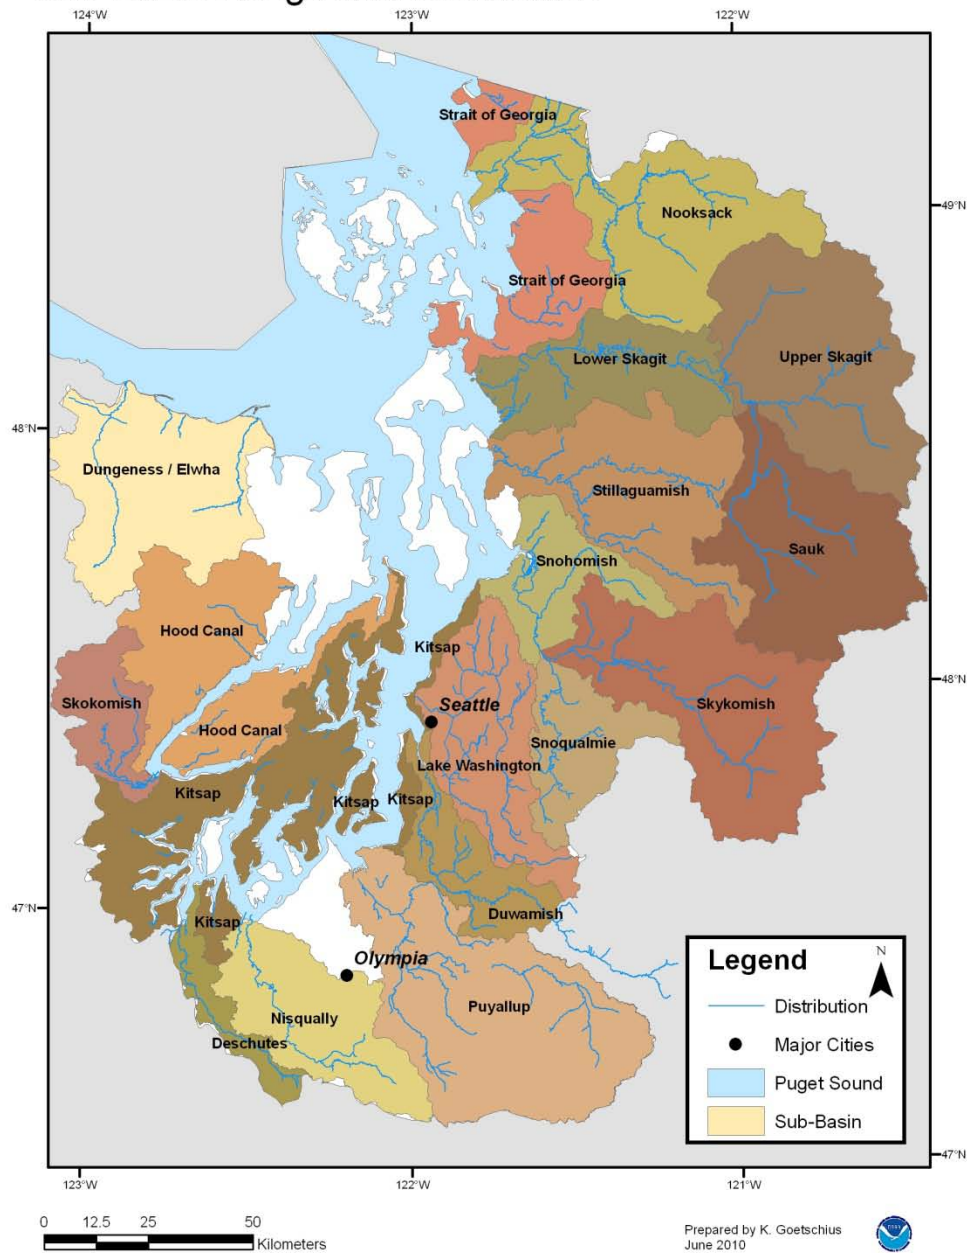 124°W 123°W 122°W
Strait of Georgia
49°N
Nooksack
Strait of Georgia
Lower Skagit
Upper Skagit
48°N
Dungeness / Elwha
Stillaguamish
Sauk
Snohomish
Hood Canal
Kitsap
48°N
Skokomish
Seattle
Skykomish
Hood Canal
Snoqualmie
Lake Washington
Kitsap
Kitsap
Kitsap
47°N
Kitsap
Duwamish
Olympia
Puyallup
Nisqually
Deschutes
Legend
N
Distribution
Major Cities
Puget Sound
Sub-Basin
47°N
123°W 122°W 121°W
0 12.5 25 50
Kilometers
Prepared by K. Goetschius
June 2010